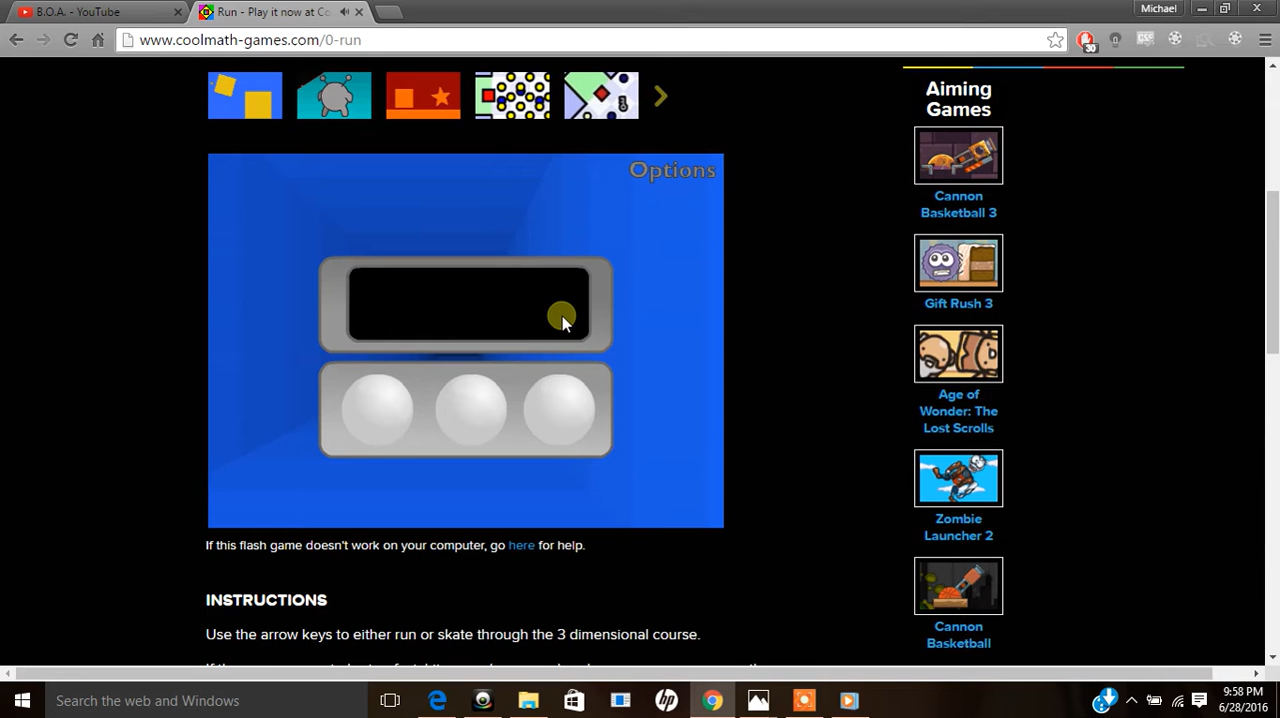 B.O.A. - YouTube
Run - Play it now at Co
Michael
www.coolmath-games.com/0-run
30
CSS
Options
Aiming
Games
Cannon
Basketball 3
Gift Rush 3
Age of
Wonder: The
Lost Scrolls
Zombie
Launcher 2
Cannon
Basketball
If this flash game doesn't work on your computer, go here for help.
INSTRUCTIONS
Use the arrow keys to either run or skate through the 3 dimensional course.
Search the web and Windows
hp
9:58 PM
6/28/2016